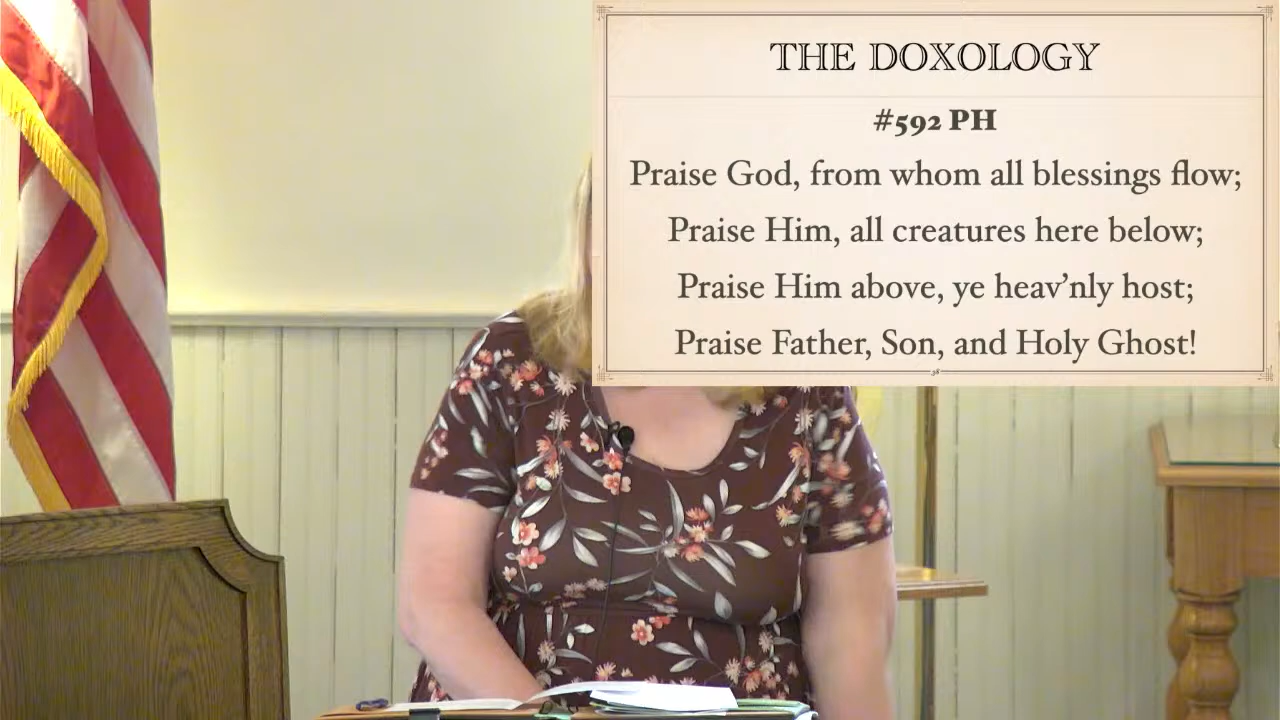 THE DOXOLOGY
#592 PH
Praise God, from whom all blessings flow;
Praise Him, all creatures here below;
Praise Him above, ye heav’nly host;
Praise Father, Son, and Holy Ghost!